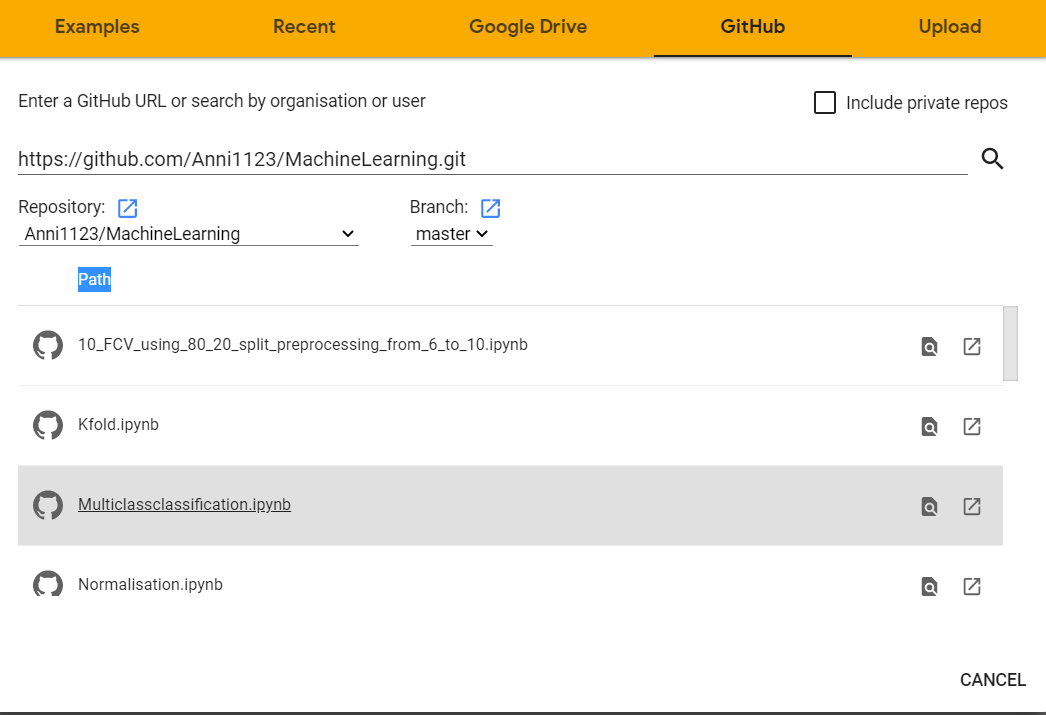 Examples Recent Google Drive GitHub Upload
Enter a GitHub URL or search by organisation or user
Include private repos
https://github.com/Anni1123/MachineLearning.git
Repository: Branch:
Anni1123/MachineLearning master
Path
10_FCV_using_80_20_split_preprocessing_from_6_to_10.ipynb
Kfold.ipynb
Multiclassclassification.ipynb
Normalisation.ipynb
CANCEL